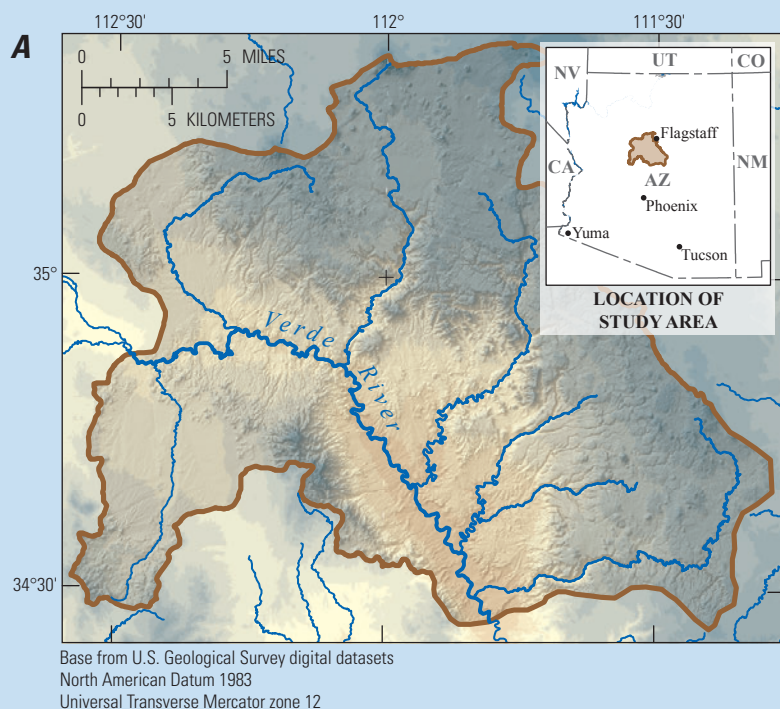 A
112°30'
112°
111°30'
0 5 MILES
0 5 KILOMETERS
35°
34°30'
Verde
River
NV
UT
CO
Flagstaff
CA
AZ
NM
Phoenix
Yuma
Tucson
LOCATION OF
STUDY AREA
Base from U.S. Geological Survey digital datasets
North American Datum 1983
Universal Transverse Mercator zone 12